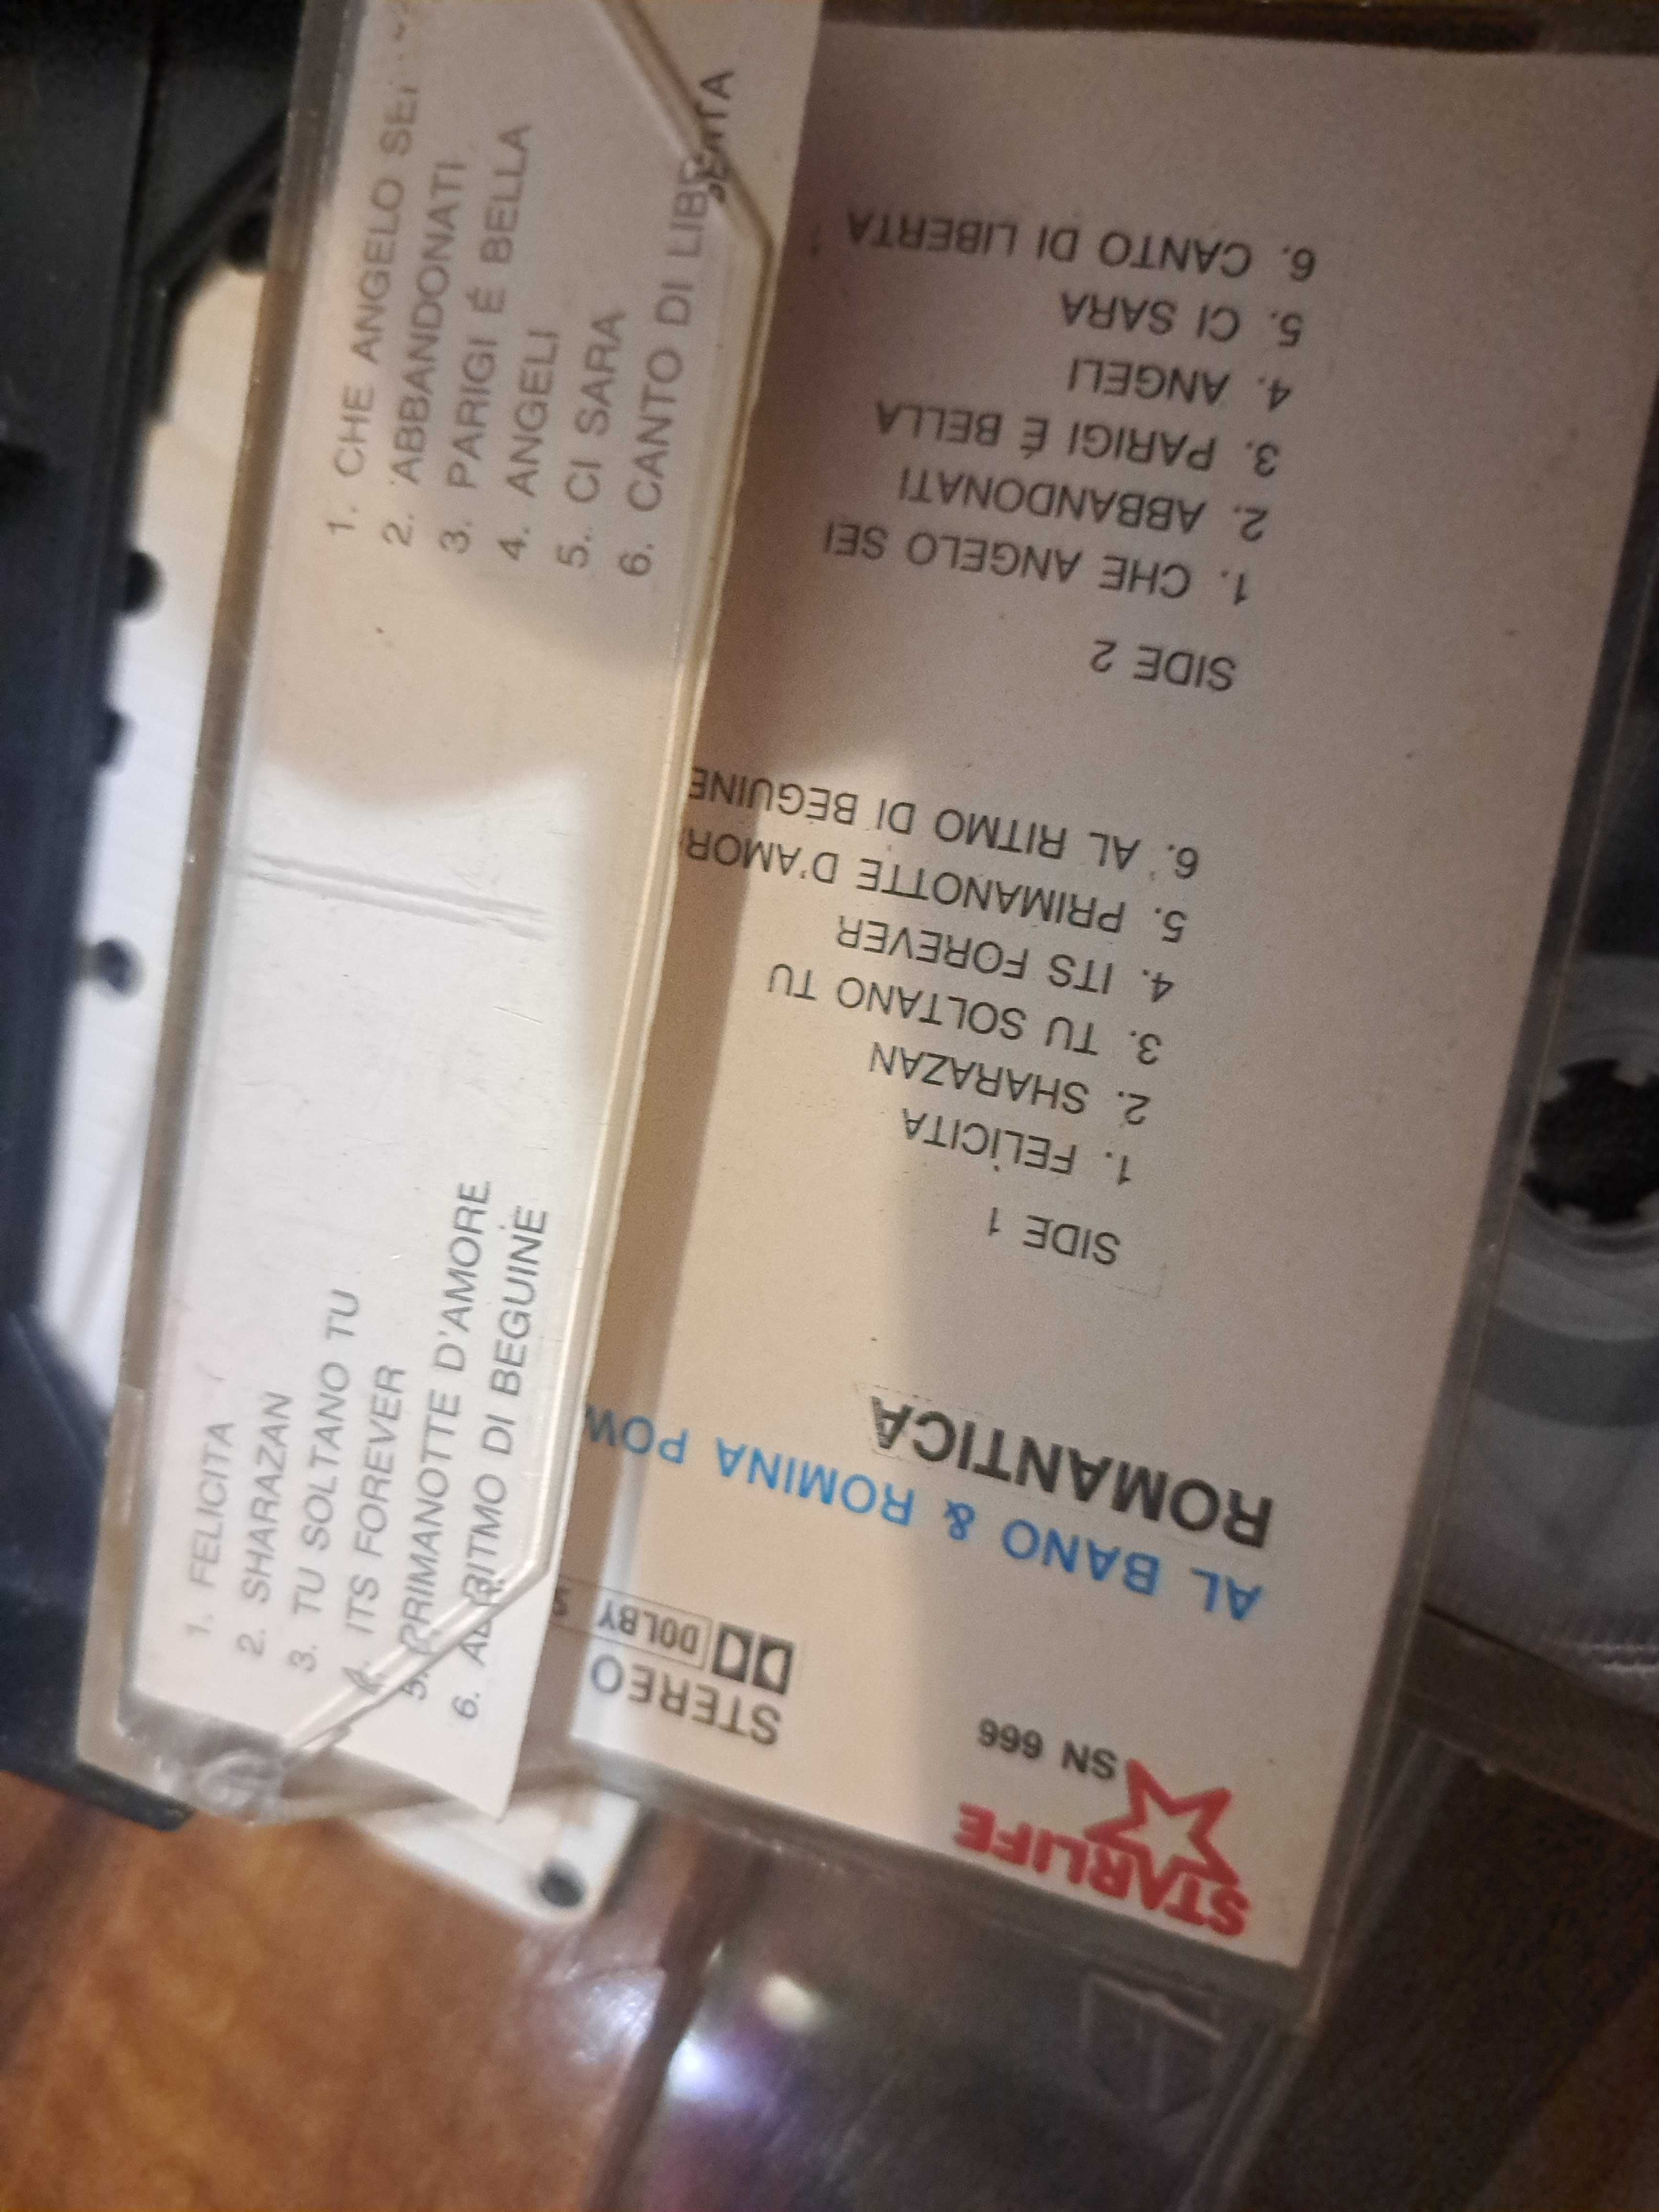 1. FELICITA
2. SHARAZAN
3. TU SOLTANO TU
4. ITS FOREVER
5. PRIMANOTTE D'AMORE
6. AL RITMO DI BEGUINE
1. CHE ANGELO SEI
2. ABBANDONATI
3. PARIGI É BELLA
4. ANGELI
5. CI SARA
6. CANTO DI LIBERTA
STARLIFE
SN 666
STEREO
DOLBY
AL BANO & ROMINA POW
ROMANTICA
SIDE 1
1. FELICITA
2. SHARAZAN
3. TU SOLTANO TU
4. ITS FOREVER
5. PRIMANOTTE D'AMOR
6. AL RITMO DI BEGUINE
SIDE 2
1. CHE ANGELO SEI
2. ABBANDONATI
3. PARIGI É BELLA
4. ANGELI
5. CI SARA
6. CANTO DI LIBERTA